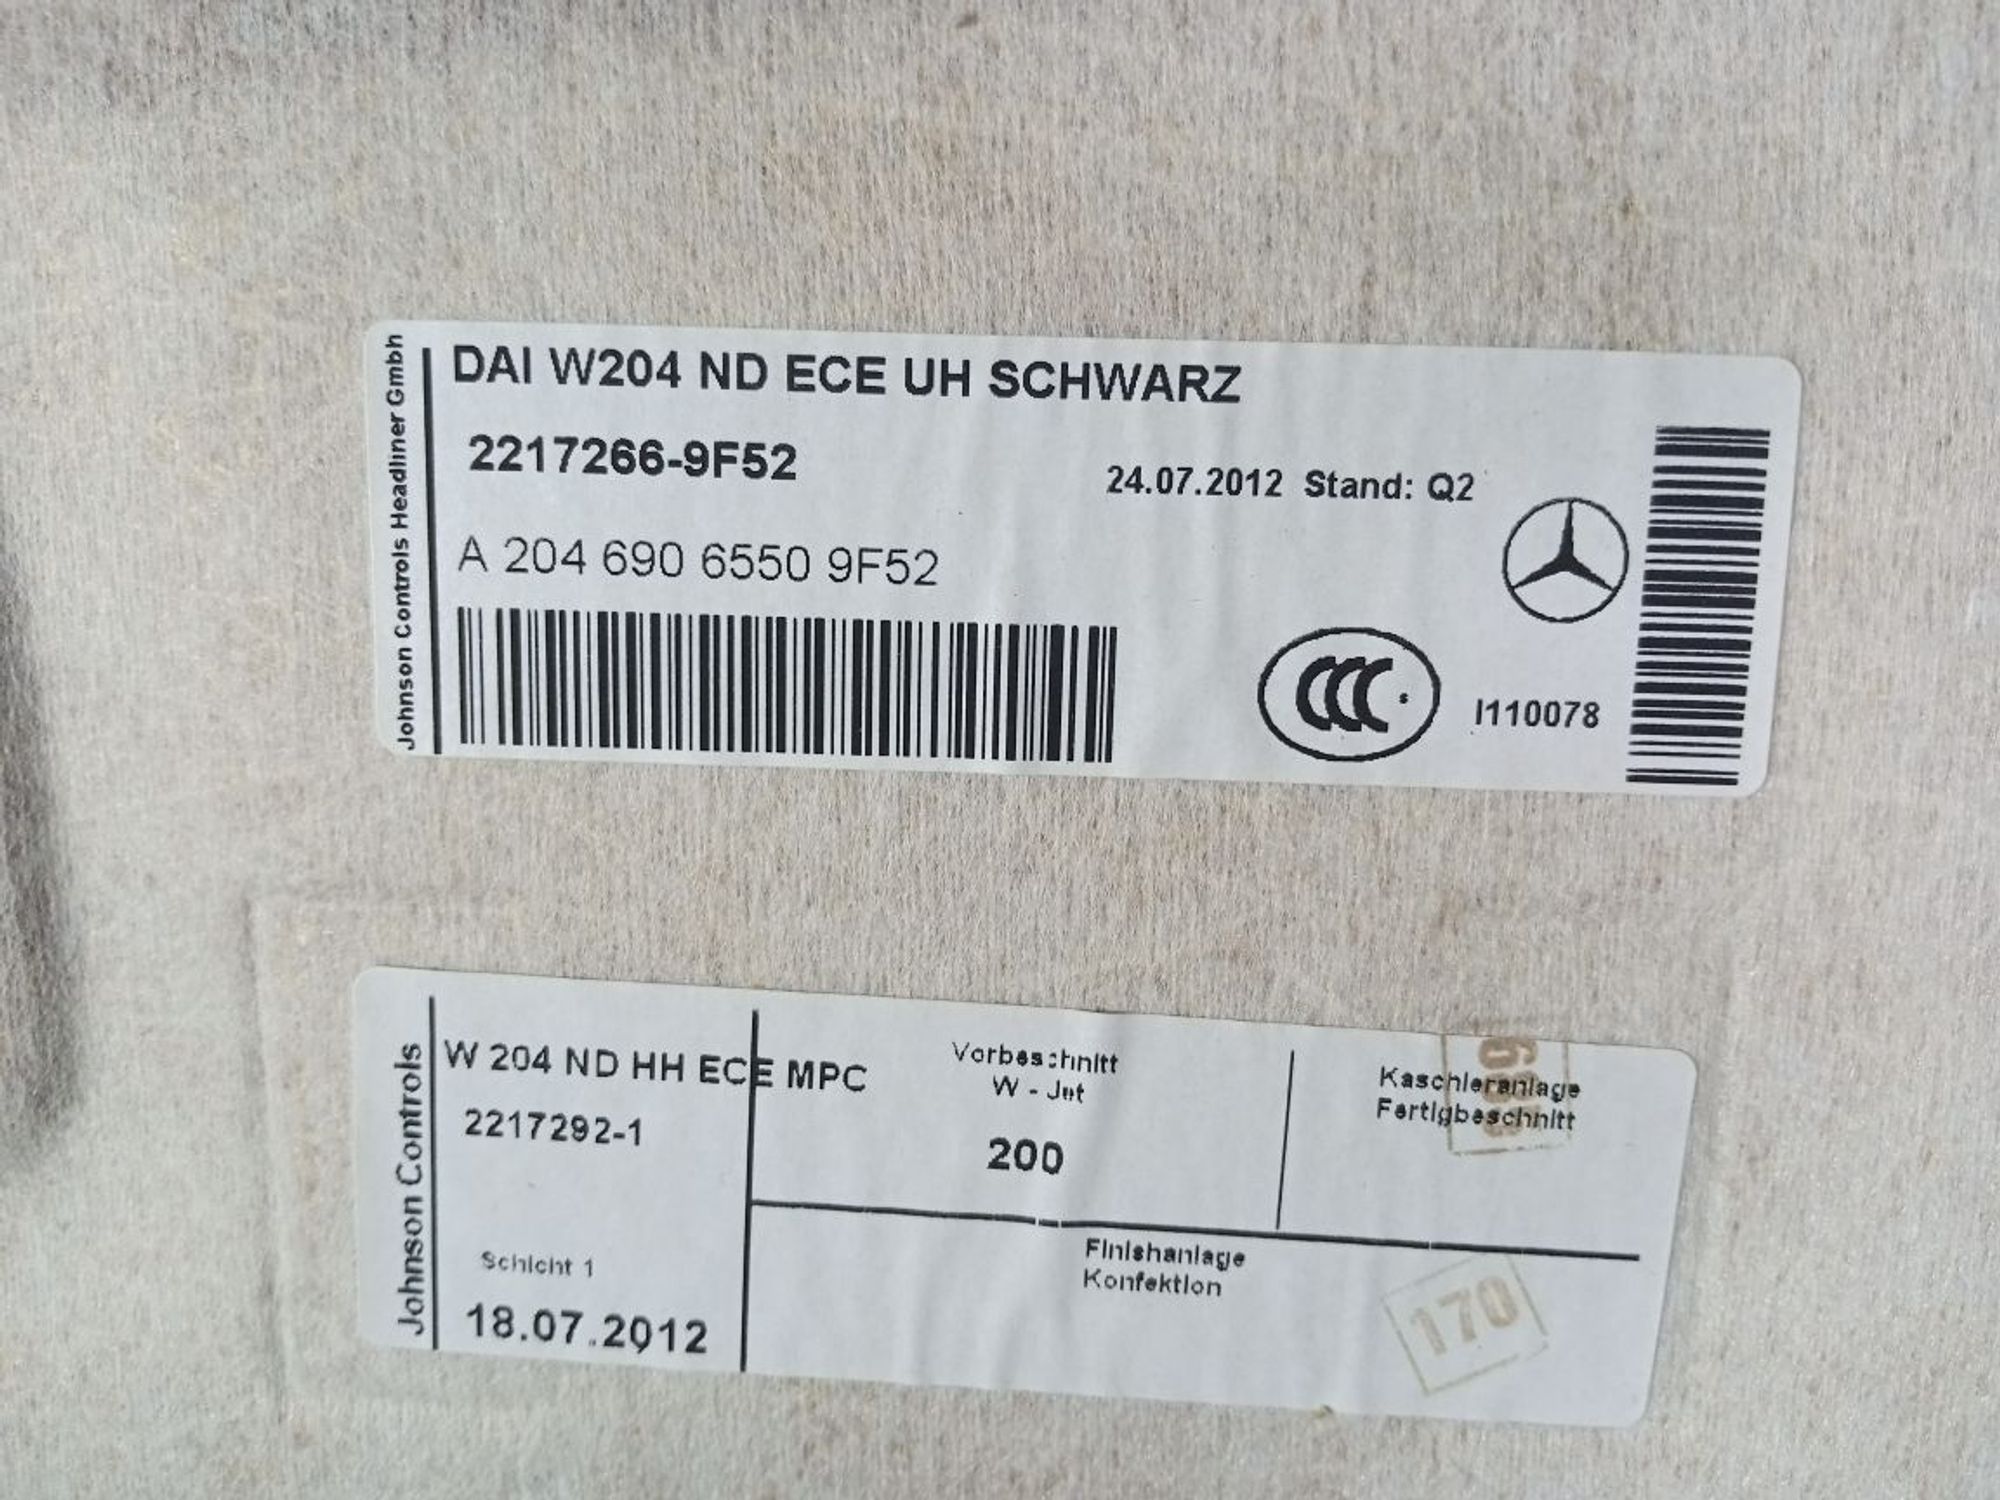 Johnson Controls Headliner Gmbh
DAI W204 ND ECE UH SCHWARZ
2217266-9F52
24.07.2012 Stand: Q2
A 204 690 6550 9F52
CCC S
I110078
Johnson Controls
W 204 ND HH ECE MPC
2217292-1
Schicht 1
18.07.2012
Vorbeschnitt
W - Jet
200
Kaschieranlage
Fertigbeschnitt
Finishanlage
Konfektion
170